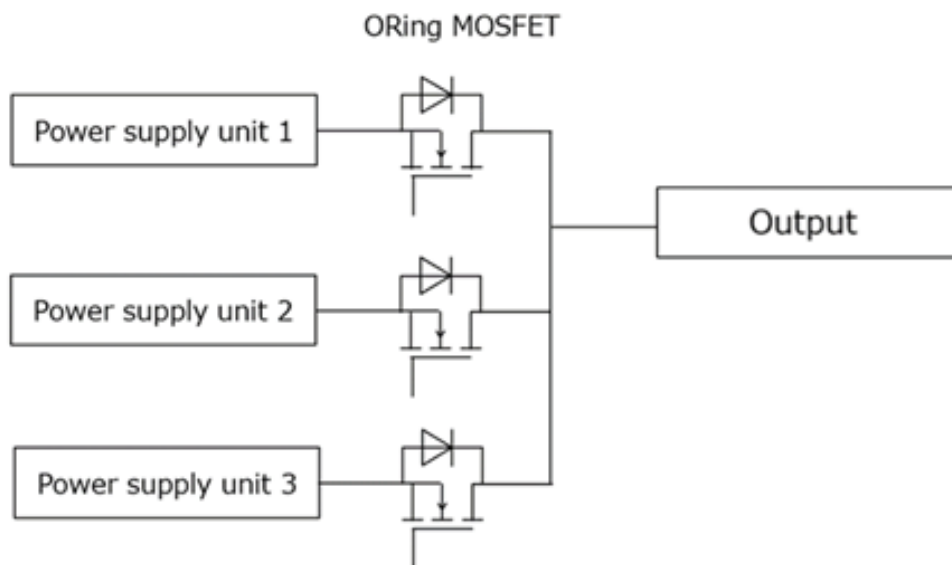 ORing MOSFET
Power supply unit 1
Output
Power supply unit 2
Power supply unit 3